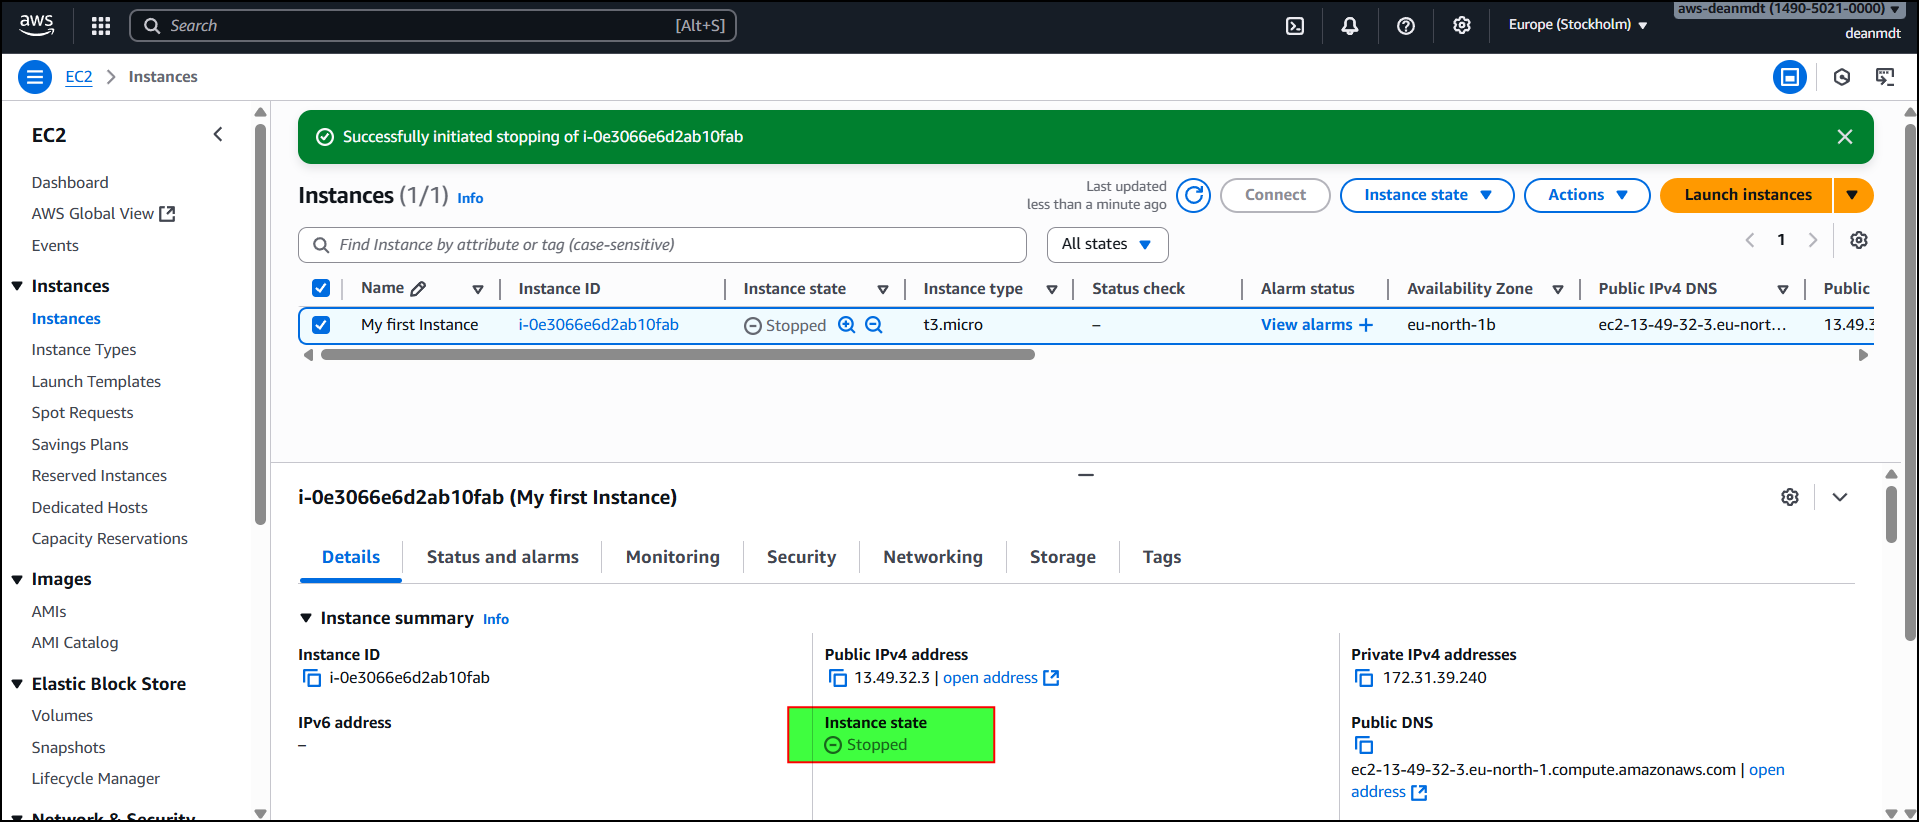 aws
Search
[Alt+S]
Europe (Stockholm)
aws-deanmdt (1490-5021-0000)
deanmdt
EC2
Instances
EC2
Dashboard
AWS Global View
Events
Instances
Instances
Instance Types
Launch Templates
Spot Requests
Savings Plans
Reserved Instances
Dedicated Hosts
Capacity Reservations
Images
AMIs
AMI Catalog
Elastic Block Store
Volumes
Snapshots
Lifecycle Manager
Network & Security
Successfully initiated stopping of i-0e3066e6d2ab10fab
Instances (1/1) Info
Last updated
less than a minute ago
Connect
Instance state
Actions
Launch instances
Find Instance by attribute or tag (case-sensitive)
All states
1
Name
Instance ID
Instance state
Instance type
Status check
Alarm status
Availability Zone
Public IPv4 DNS
Public
My first Instance
i-0e3066e6d2ab10fab
Stopped
t3.micro
–
View alarms +
eu-north-1b
ec2-13-49-32-3.eu-nort...
13.49.3
i-0e3066e6d2ab10fab (My first Instance)
Details
Status and alarms
Monitoring
Security
Networking
Storage
Tags
Instance summary Info
Instance ID
i-0e3066e6d2ab10fab
Public IPv4 address
13.49.32.3 | open address
Private IPv4 addresses
172.31.39.240
IPv6 address
–
Instance state
Stopped
Public DNS
ec2-13-49-32-3.eu-north-1.compute.amazonaws.com | open
address